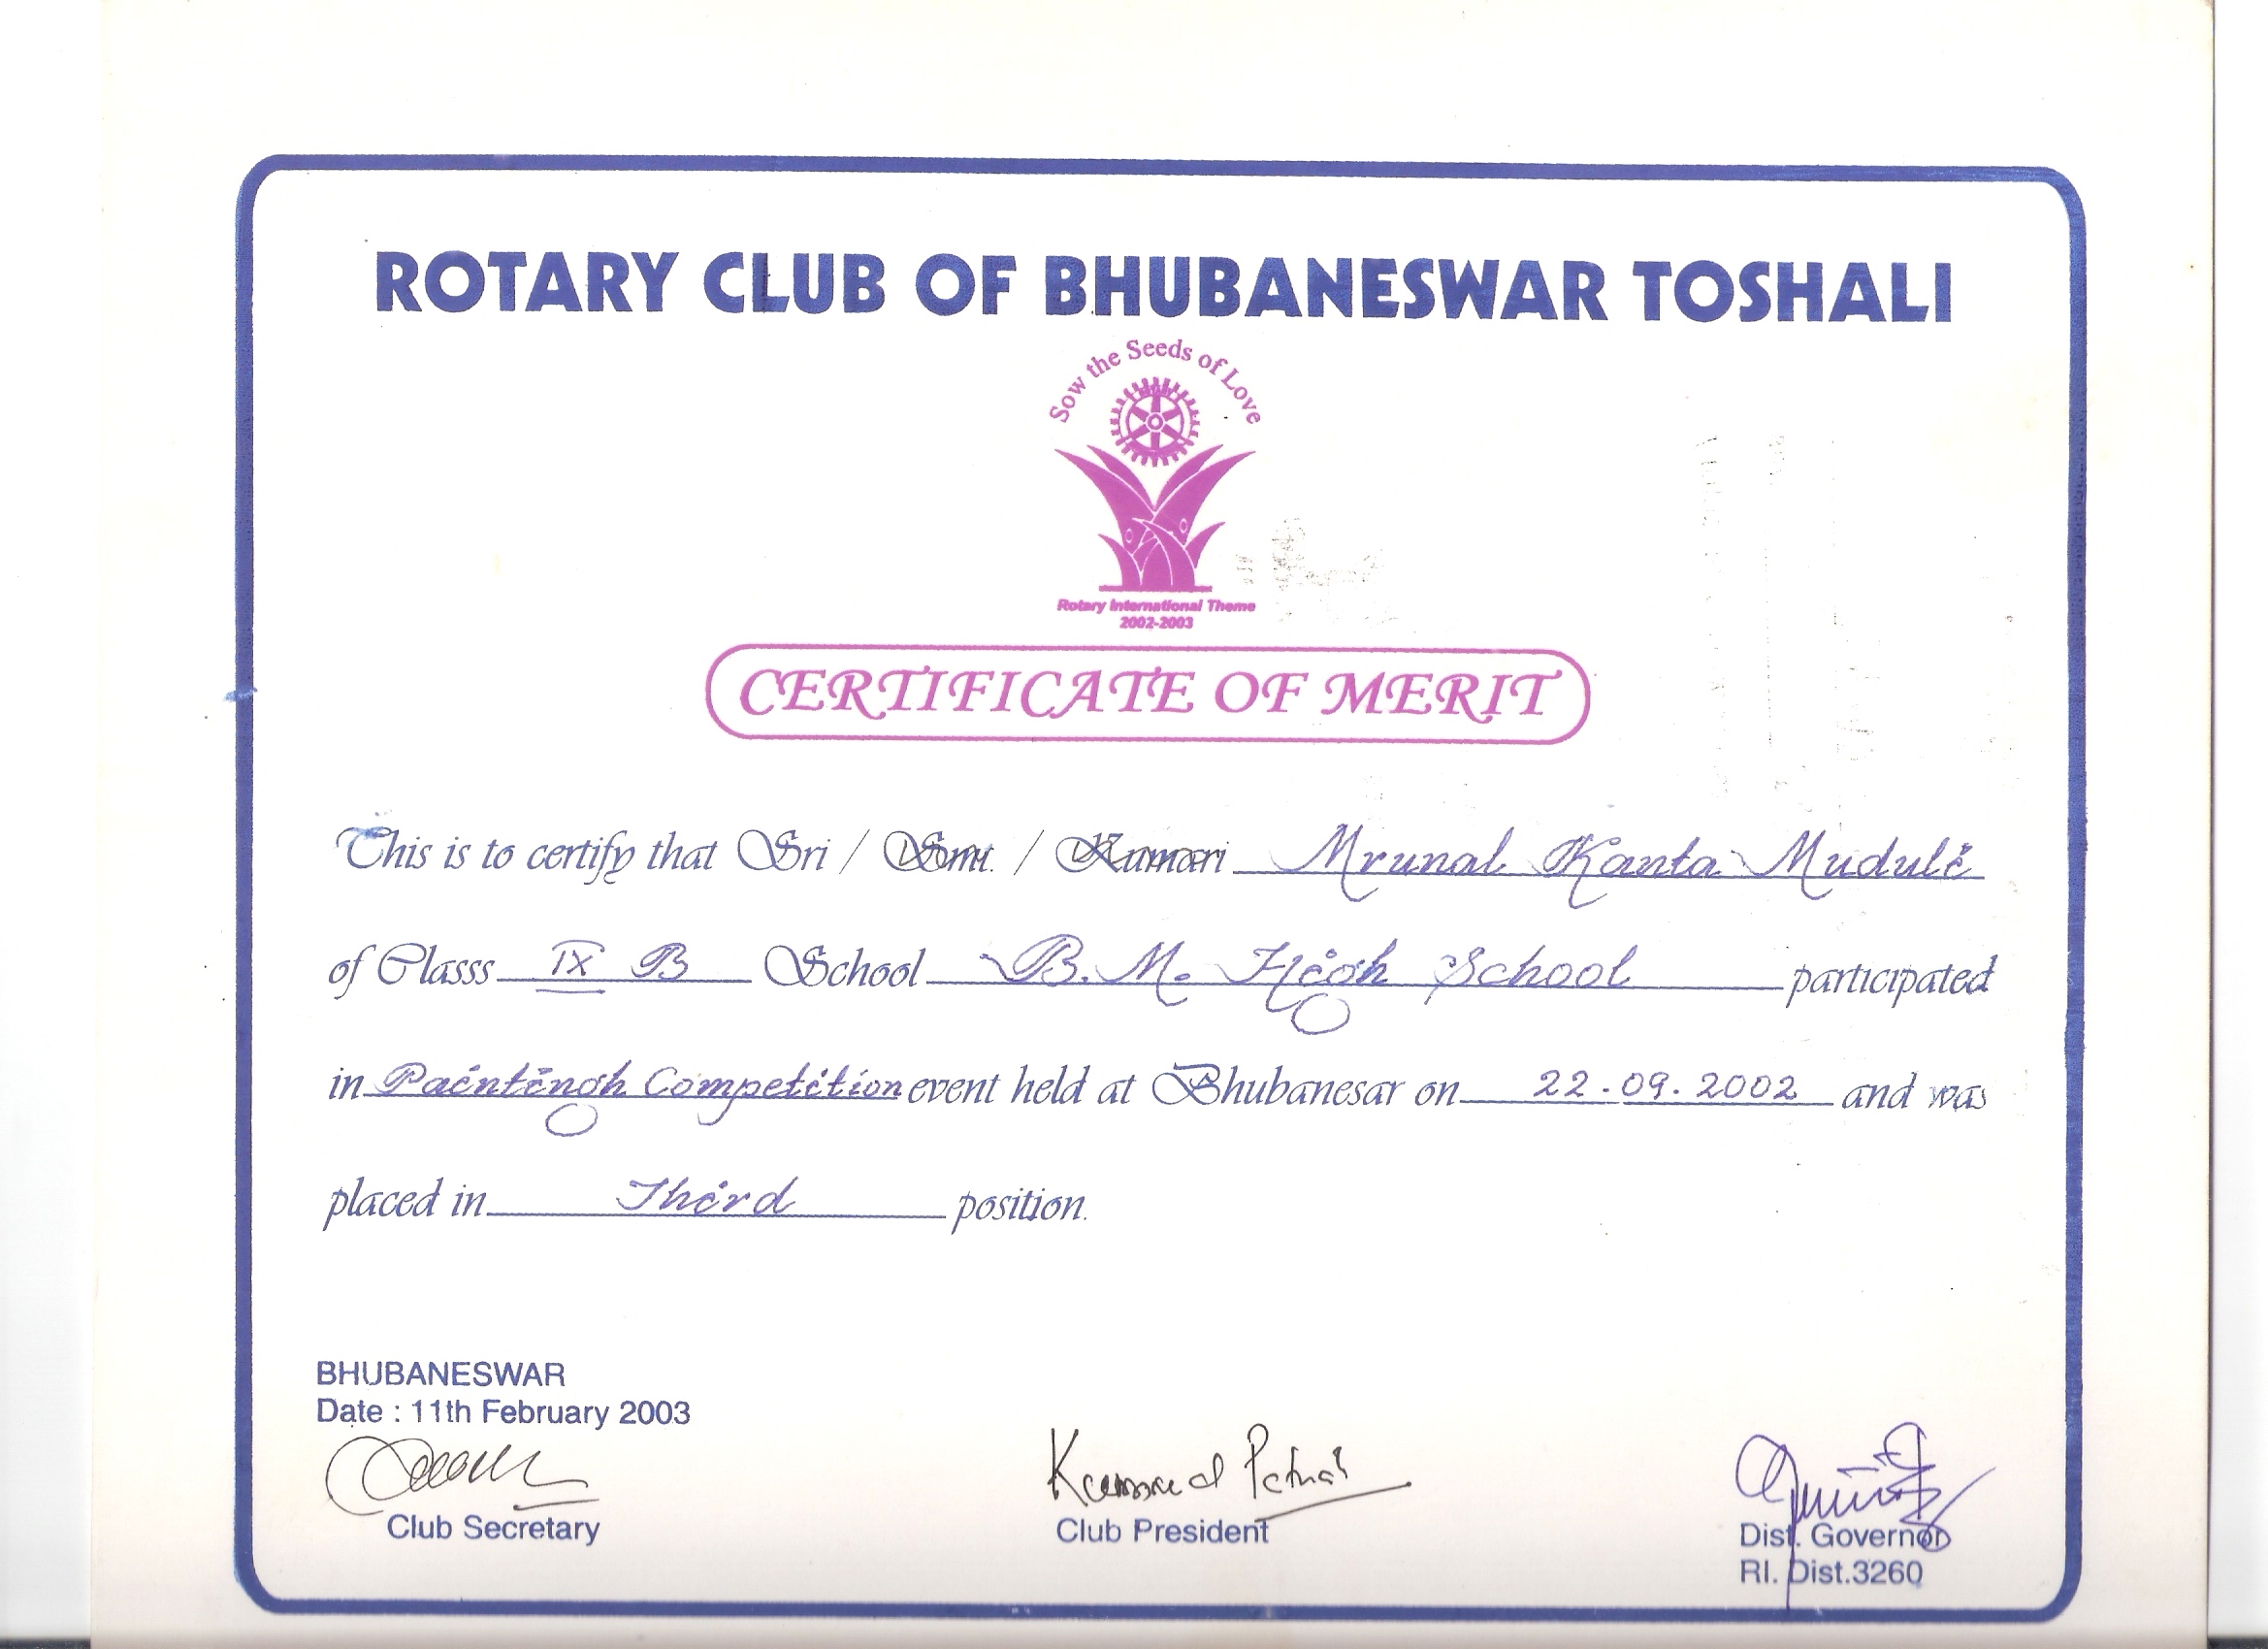 ROTARY CLUB OF BHUBANESWAR TOSHALI
Sow the Seeds of Love
Rotary International Theme
2002-2003
CERTIFICATE OF MERIT
This is to certify that Sri / Smt. / Kumari Mrunal Kanta Muduli
of Classs IX B School B.M. High School participated
in Painting Competition event held at Bhubanesar on 22.09.2002 and was
placed in Third position.
BHUBANESWAR
Date : 11th February 2003
Club Secretary
Club President
Dist. Governor
RI. Dist.3260